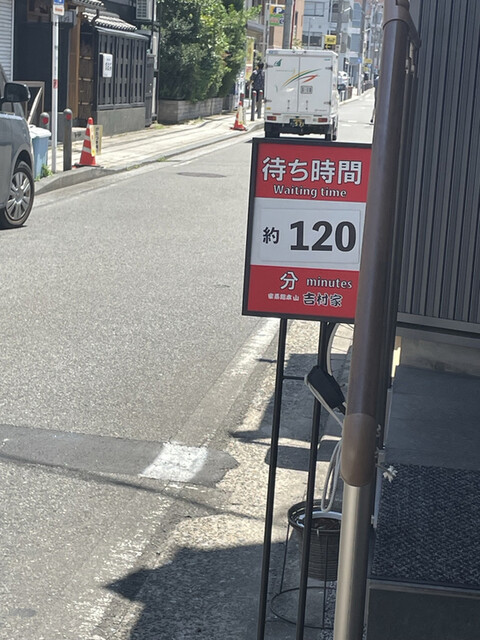 待ち時間
Waiting time
約 120
分 minutes
吉村家